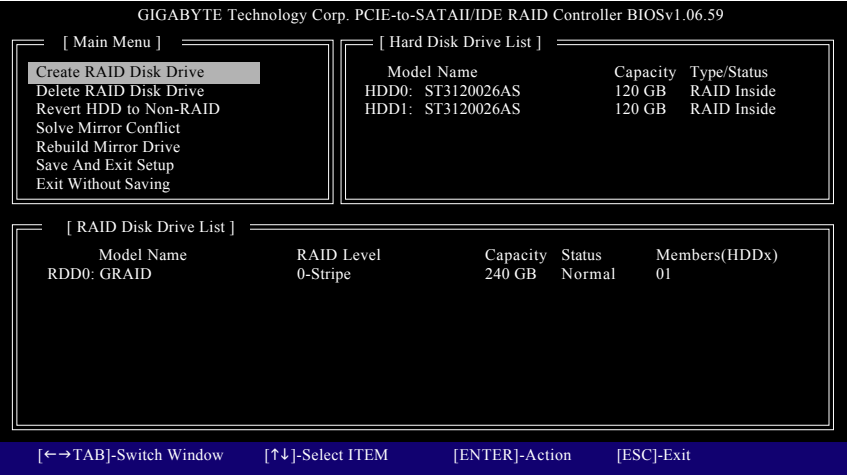 GIGABYTE Technology Corp. PCIE-to-SATAII/IDE RAID Controller BIOSv1.06.59
[ Main Menu ]
Create RAID Disk Drive
Delete RAID Disk Drive
Revert HDD to Non-RAID
Solve Mirror Conflict
Rebuild Mirror Drive
Save And Exit Setup
Exit Without Saving
[ Hard Disk Drive List ]
Model Name Capacity Type/Status
HDD0: ST3120026AS 120 GB RAID Inside
HDD1: ST3120026AS 120 GB RAID Inside
[ RAID Disk Drive List ]
Model Name RAID Level Capacity Status Members(HDDx)
RDD0: GRAID 0-Stripe 240 GB Normal 01
[←→TAB]-Switch Window [↑↓]-Select ITEM [ENTER]-Action [ESC]-Exit